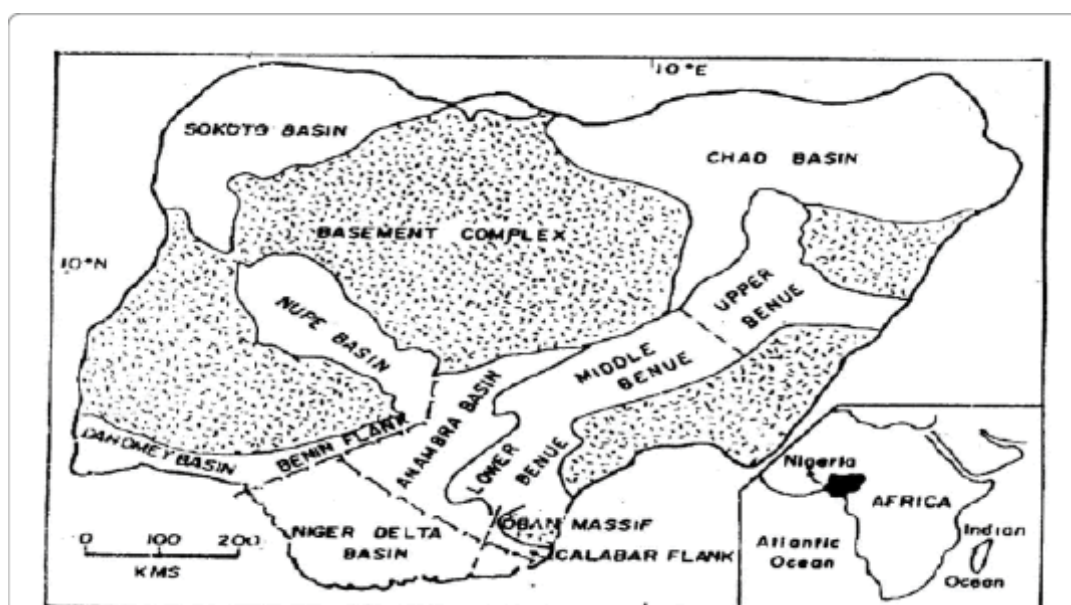 10°E
SOKOTO BASIN
CHAD BASIN
BASEMENT COMPLEX
10°N
UPPER
BENUE
NUPE BASIN
MIDDLE
BENUE
ANAMBRA BASIN
DAHOMEY BASIN
BENIN FLANK
LOWER
BENUE
Nigeria
AFRICA
OBAN MASSIF
NIGER DELTA
BASIN
CALABAR FLANK
0 100 200
KMS
Atlantic
Ocean
Indian
Ocean